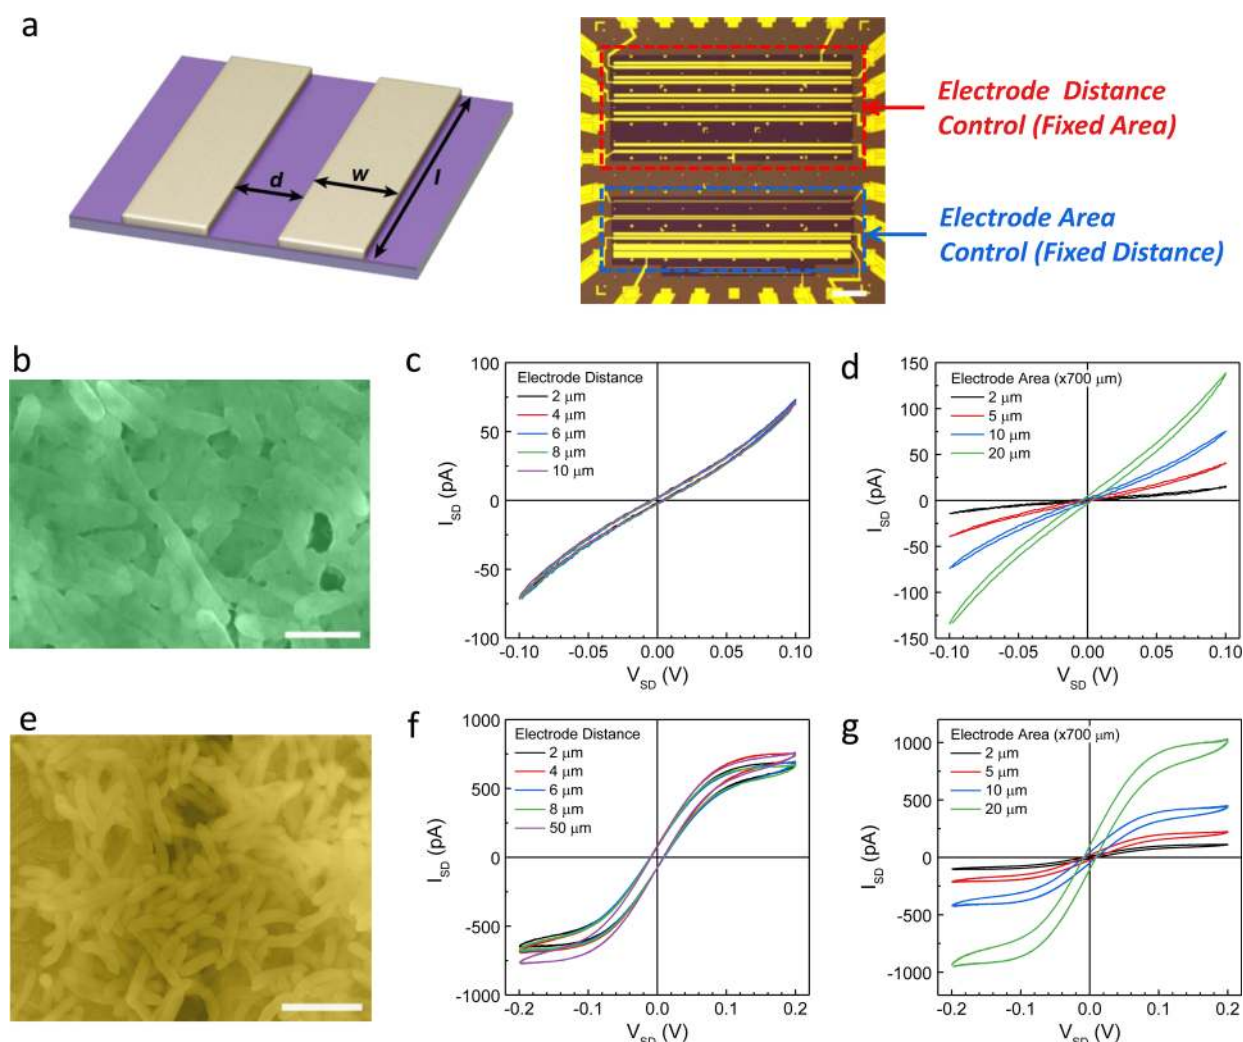 a
d
w
l
Electrode Distance
Control (Fixed Area)
Electrode Area
Control (Fixed Distance)
b
c
100
50
0
-50
-100
I_SD (pA)
Electrode Distance
2 μm
4 μm
6 μm
8 μm
10 μm
-0.10 -0.05 0.00 0.05 0.10
V_SD (V)
d
150
100
50
0
-50
-100
-150
I_SD (pA)
Electrode Area (x700 μm)
2 μm
5 μm
10 μm
20 μm
-0.10 -0.05 0.00 0.05 0.10
V_SD (V)
e
f
1000
500
0
-500
-1000
I_SD (pA)
Electrode Distance
2 μm
4 μm
6 μm
8 μm
50 μm
-0.2 -0.1 0.0 0.1 0.2
V_SD (V)
g
1000
500
0
-500
-1000
I_SD (pA)
Electrode Area (x700 μm)
2 μm
5 μm
10 μm
20 μm
-0.2 -0.1 0.0 0.1 0.2
V_SD (V)